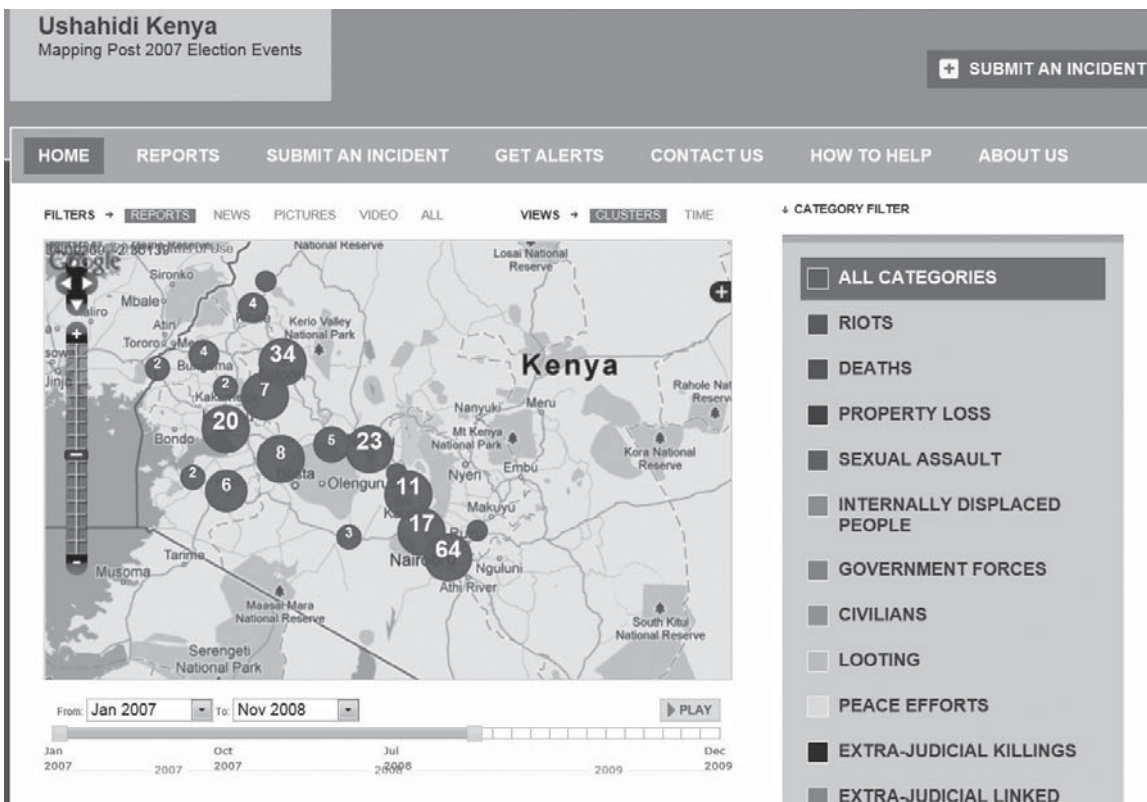 Ushahidi Kenya
Mapping Post 2007 Election Events
SUBMIT AN INCIDENT
HOME REPORTS SUBMIT AN INCIDENT GET ALERTS CONTACT US HOW TO HELP ABOUT US
FILTERS → REPORTS NEWS PICTURES VIDEO ALL VIEWS → CLUSTERS TIME
↓ CATEGORY FILTER
National Reserve
Losai National
Reserve
Google
Sironko
Mbale
Kerio Valley
National Park
4
Tororo
4
34
2
2
7
Kenya
Rahole Nat
Reserv
20
Bondo
Nanyuki
Meru
Mt Kenya
National Park
5
23
8
Nyeri
Embu
Kora National
Reserve
2
6
Olenguru
11
Makuyu
17
3
64
Tarime
Nguluni
Athi River
Musoma
Maasai Mara
National Reserve
South Kitui
National Reserve
Serengeti
National Park
From: Jan 2007 To: Nov 2008 PLAY
Jan Oct Jul Dec
2007 2007 2008 2009
2007 2008 2009
ALL CATEGORIES
RIOTS
DEATHS
PROPERTY LOSS
SEXUAL ASSAULT
INTERNALLY DISPLACED
PEOPLE
GOVERNMENT FORCES
CIVILIANS
LOOTING
PEACE EFFORTS
EXTRA-JUDICIAL KILLINGS
EXTRA-JUDICIAL LINKED